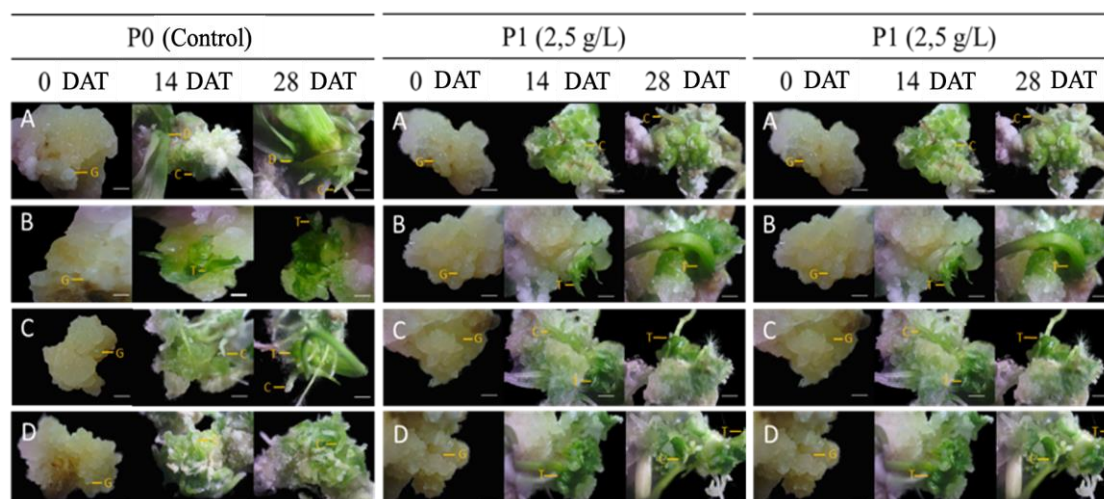 P0 (Control) P1 (2,5 g/L) P1 (2,5 g/L)
0 DAT 14 DAT 28 DAT 0 DAT 14 DAT 28 DAT 0 DAT 14 DAT 28 DAT
A G D C C A G C C A G C C
B G T T B G T T B G T T
C G C T C C G C T T C G C T T
D G D G T C T D G T C T